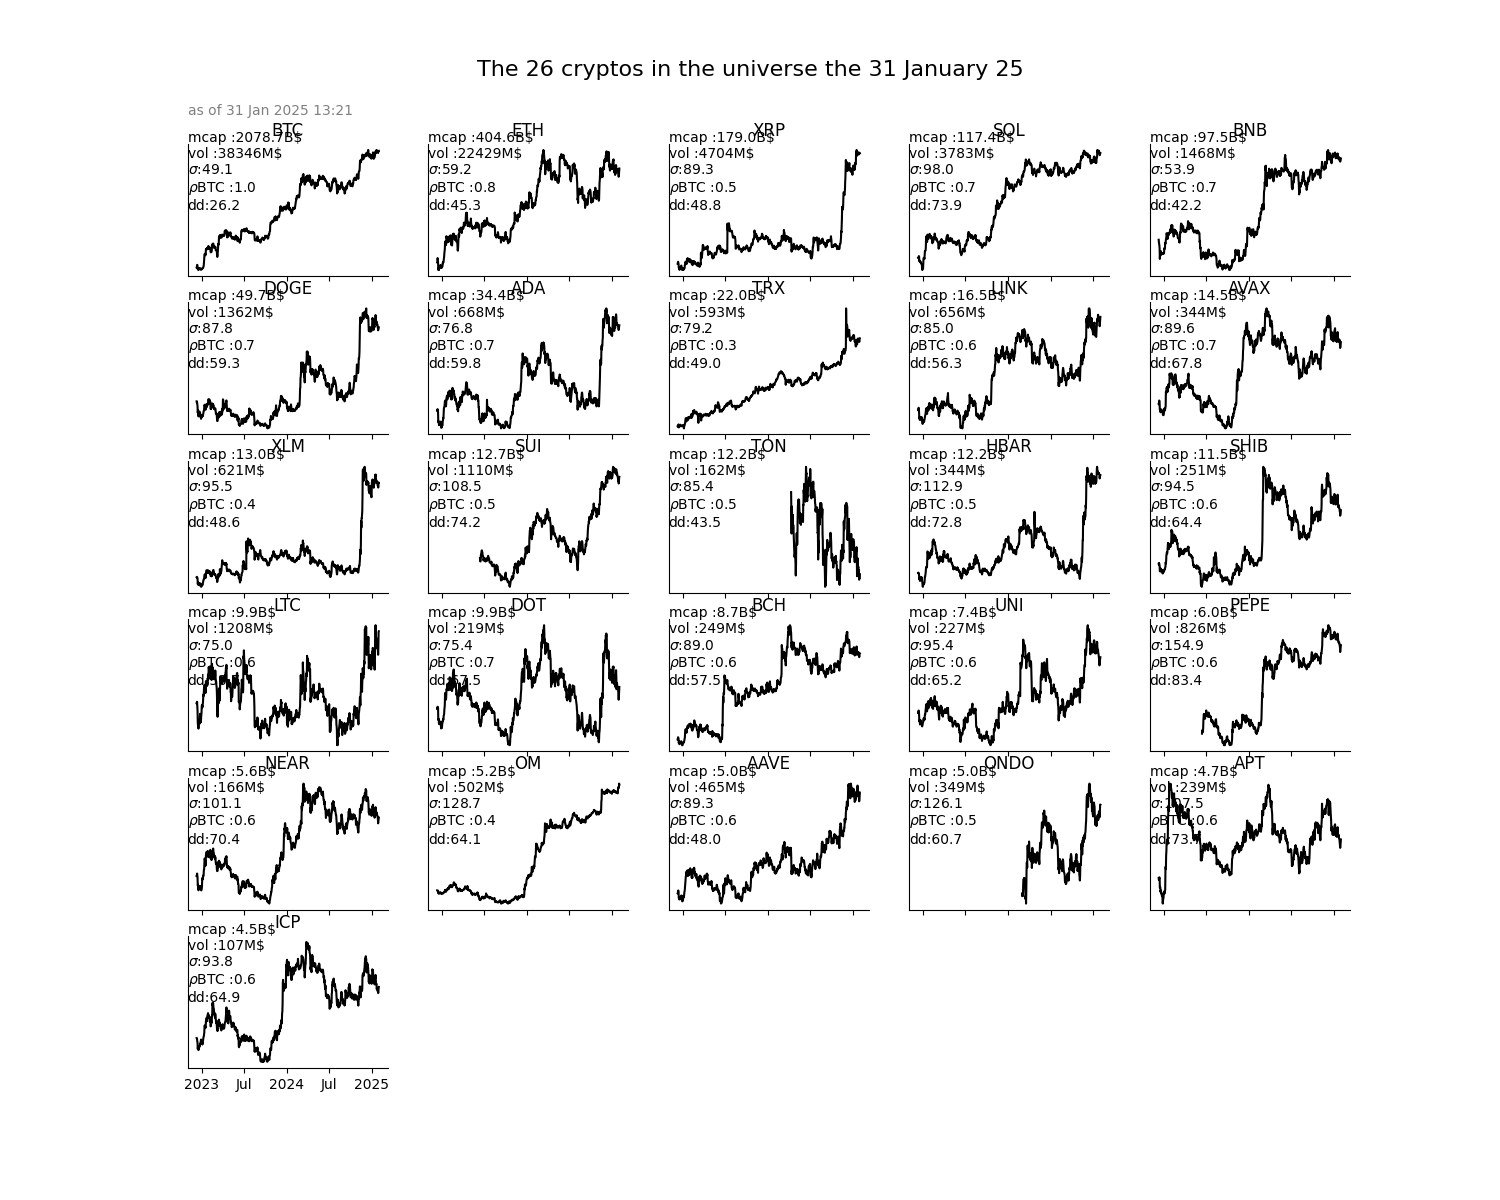 The 26 cryptos in the universe the 31 January 25
as of 31 Jan 2025 13:21
BTC
mcap :2078.7B$
vol :38346M$
σ:49.1
ρBTC :1.0
dd:26.2
ETH
mcap :404.6B$
vol :22429M$
σ:59.2
ρBTC :0.8
dd:45.3
XRP
mcap :179.0B$
vol :4704M$
σ:89.3
ρBTC :0.5
dd:48.8
SOL
mcap :117.4B$
vol :3783M$
σ:98.0
ρBTC :0.7
dd:73.9
BNB
mcap :97.5B$
vol :1468M$
σ:53.9
ρBTC :0.7
dd:42.2
DOGE
mcap :49.7B$
vol :1362M$
σ:87.8
ρBTC :0.7
dd:59.3
ADA
mcap :34.4B$
vol :668M$
σ:76.8
ρBTC :0.7
dd:59.8
TRX
mcap :22.0B$
vol :593M$
σ:79.2
ρBTC :0.3
dd:49.0
LINK
mcap :16.5B$
vol :656M$
σ:85.0
ρBTC :0.6
dd:56.3
AVAX
mcap :14.5B$
vol :344M$
σ:89.6
ρBTC :0.7
dd:67.8
XLM
mcap :13.0B$
vol :621M$
σ:95.5
ρBTC :0.4
dd:48.6
SUI
mcap :12.7B$
vol :1110M$
σ:108.5
ρBTC :0.5
dd:74.2
TON
mcap :12.2B$
vol :162M$
σ:85.4
ρBTC :0.5
dd:43.5
HBAR
mcap :12.2B$
vol :344M$
σ:112.9
ρBTC :0.5
dd:72.8
SHIB
mcap :11.5B$
vol :251M$
σ:94.5
ρBTC :0.6
dd:64.4
LTC
mcap :9.9B$
vol :1208M$
σ:75.0
ρBTC :0.6
DOT
mcap :9.9B$
vol :219M$
σ:75.4
ρBTC :0.7
dd:57.5
BCH
mcap :8.7B$
vol :249M$
σ:89.0
ρBTC :0.6
dd:57.5
UNI
mcap :7.4B$
vol :227M$
σ:95.4
ρBTC :0.6
dd:65.2
PEPE
mcap :6.0B$
vol :826M$
σ:154.9
ρBTC :0.6
dd:83.4
NEAR
mcap :5.6B$
vol :166M$
σ:101.1
ρBTC :0.6
dd:70.4
OM
mcap :5.2B$
vol :502M$
σ:128.7
ρBTC :0.4
dd:64.1
AAVE
mcap :5.0B$
vol :465M$
σ:89.3
ρBTC :0.6
dd:48.0
ONDO
mcap :5.0B$
vol :349M$
σ:126.1
ρBTC :0.5
dd:60.7
APT
mcap :4.7B$
vol :239M$
σ:107.5
ρBTC :0.6
ICP
mcap :4.5B$
vol :107M$
σ:93.8
ρBTC :0.6
dd:64.9
2023 Jul 2024 Jul 2025